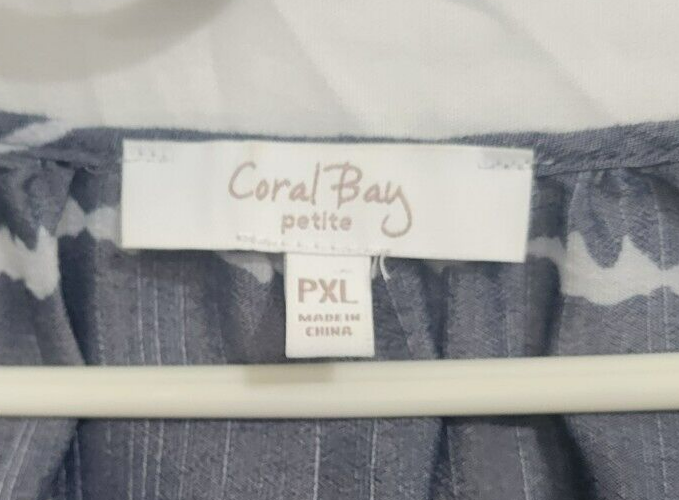 Coral Bay
petite
PXL
MADE IN
CHINA